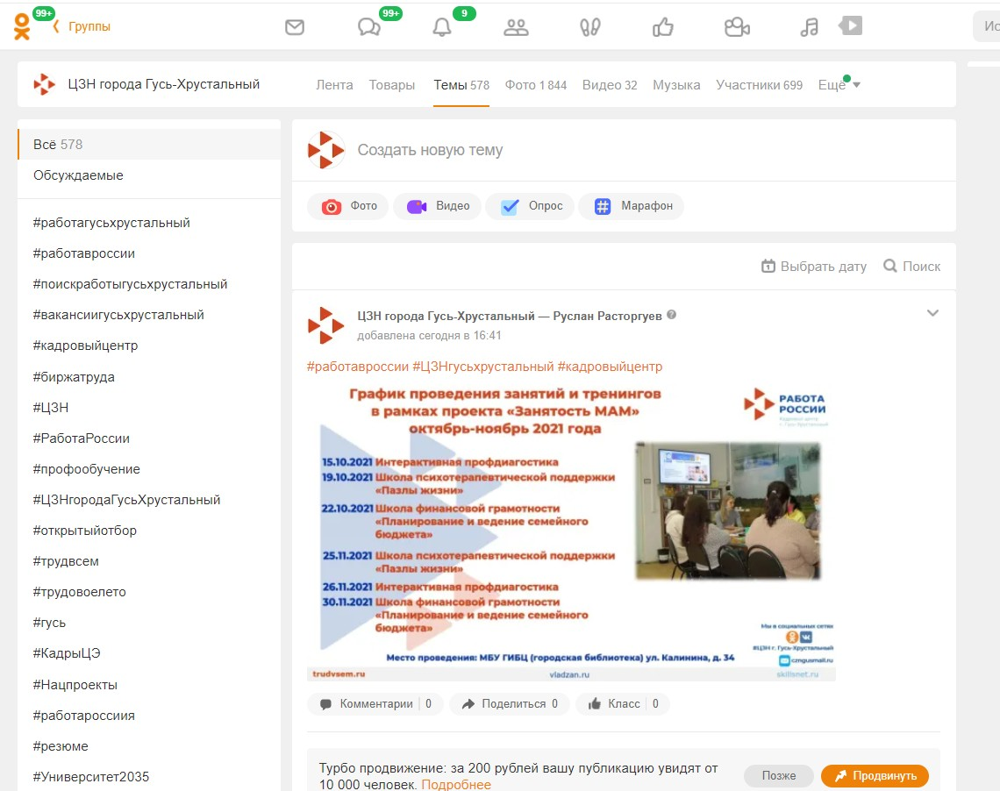 99+
Группы
99+
9
Ис
ЦЗН города Гусь-Хрустальный
Лента Товары Темы 578 Фото 1 844 Видео 32 Музыка Участники 699 Ещё
Всё 578
Обсуждаемые
#работагусьхрустальный
#работавроссии
#поискработыгусьхрустальный
#вакансиигусьхрустальный
#кадровыйцентр
#биржатруда
#ЦЗН
#РаботаРоссии
#профообучение
#ЦЗНгородаГусьХрустальный
#открытыйотбор
#трудвсем
#трудовоелето
#гусь
#КадрыЦЭ
#Нацпроекты
#работароссиия
#резюме
#Университет2035
Создать новую тему
Фото Видео Опрос Марафон
Выбрать дату Поиск
ЦЗН города Гусь-Хрустальный — Руслан Расторгуев
добавлена сегодня в 16:41
#работавроссии #ЦЗНгусьхрустальный #кадровыйцентр
График проведения занятий и тренингов
в рамках проекта «Занятость МАМ»
октябрь-ноябрь 2021 года
РАБОТА
РОССИИ
15.10.2021 Интерактивная профдиагостика
19.10.2021 Школа психотерапевтической поддержки
«Пазлы жизни»
22.10.2021 Школа финансовой грамотности
«Планирование и ведение семейного
бюджета»
25.11.2021 Школа психотерапевтической поддержки
«Пазлы жизни»
26.11.2021 Интерактивная профдиагостика
30.11.2021 Школа финансовой грамотности
«Планирование и ведение семейного
бюджета»
Мы в социальных сетях
#ЦЗН г. Гусь-Хрустальный
czngus@mail.ru
Место проведения: МБУ ГИБЦ (городская библиотека) ул. Калинина, д. 34
trudvsem.ru vladzan.ru skillsnet.ru
Комментарии 0 Поделиться 0 Класс 0
Турбо продвижение: за 200 рублей вашу публикацию увидят от
10 000 человек. Подробнее
Позже Продвинуть